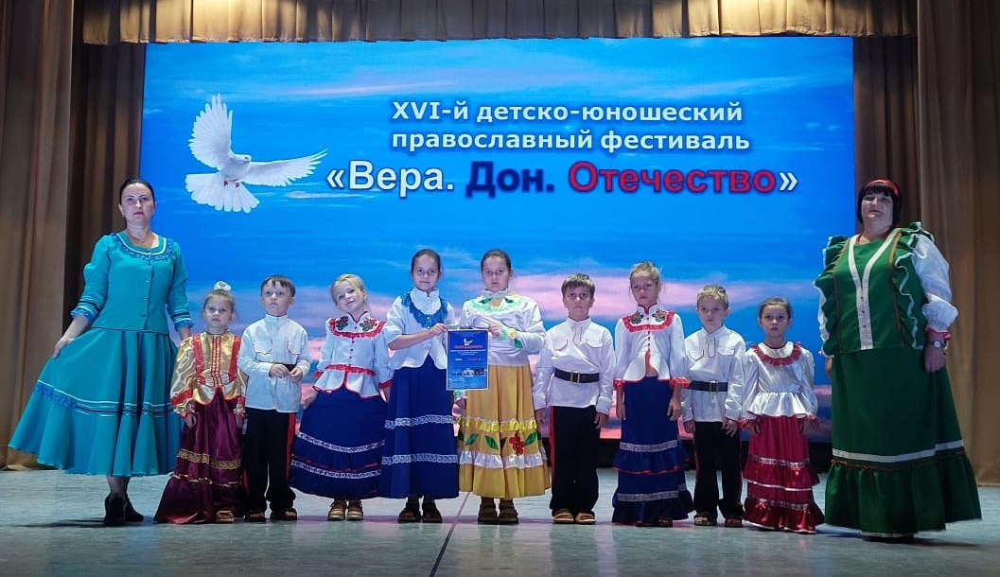 XVI-й детско-юношеский
православный фестиваль
«Вера. Дон. Отечество»